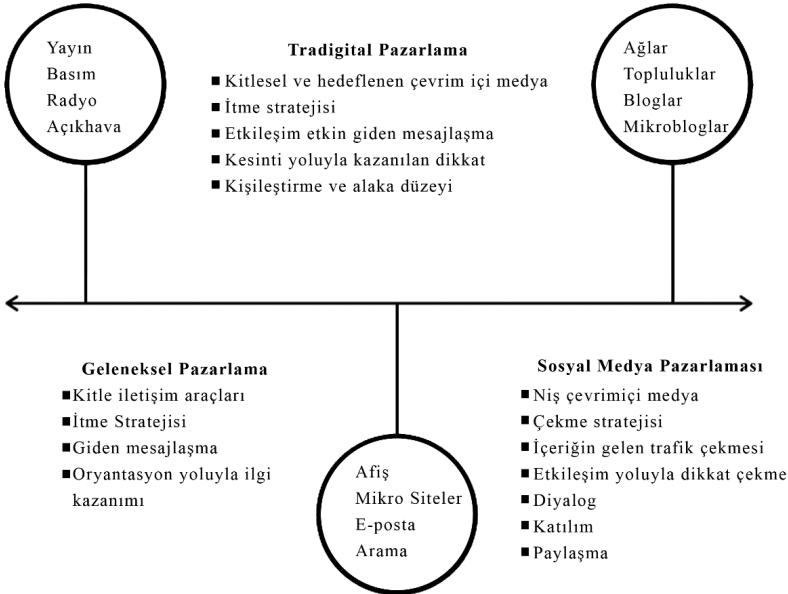 Yayın
Basım
Radyo
Açıkhava
Tradigital Pazarlama
■ Kitlesel ve hedeflenen çevrim içi medya
■ İtme stratejisi
■ Etkileşim etkin giden mesajlaşma
■ Kesinti yoluyla kazanılan dikkat
■ Kişileştirme ve alaka düzeyi
Ağlar
Topluluklar
Bloglar
Mikrobloglar
Geleneksel Pazarlama
■Kitle iletişim araçları
■İtme Stratejisi
■Giden mesajlaşma
■Oryantasyon yoluyla ilgi
kazanımı
Afiş
Mikro Siteler
E-posta
Arama
Sosyal Medya Pazarlaması
■ Niş çevrimiçi medya
■ Çekme stratejisi
■ İçeriğin gelen trafik çekmesi
■ Etkileşim yoluyla dikkat çekme
■ Diyalog
■ Katılım
■ Paylaşma